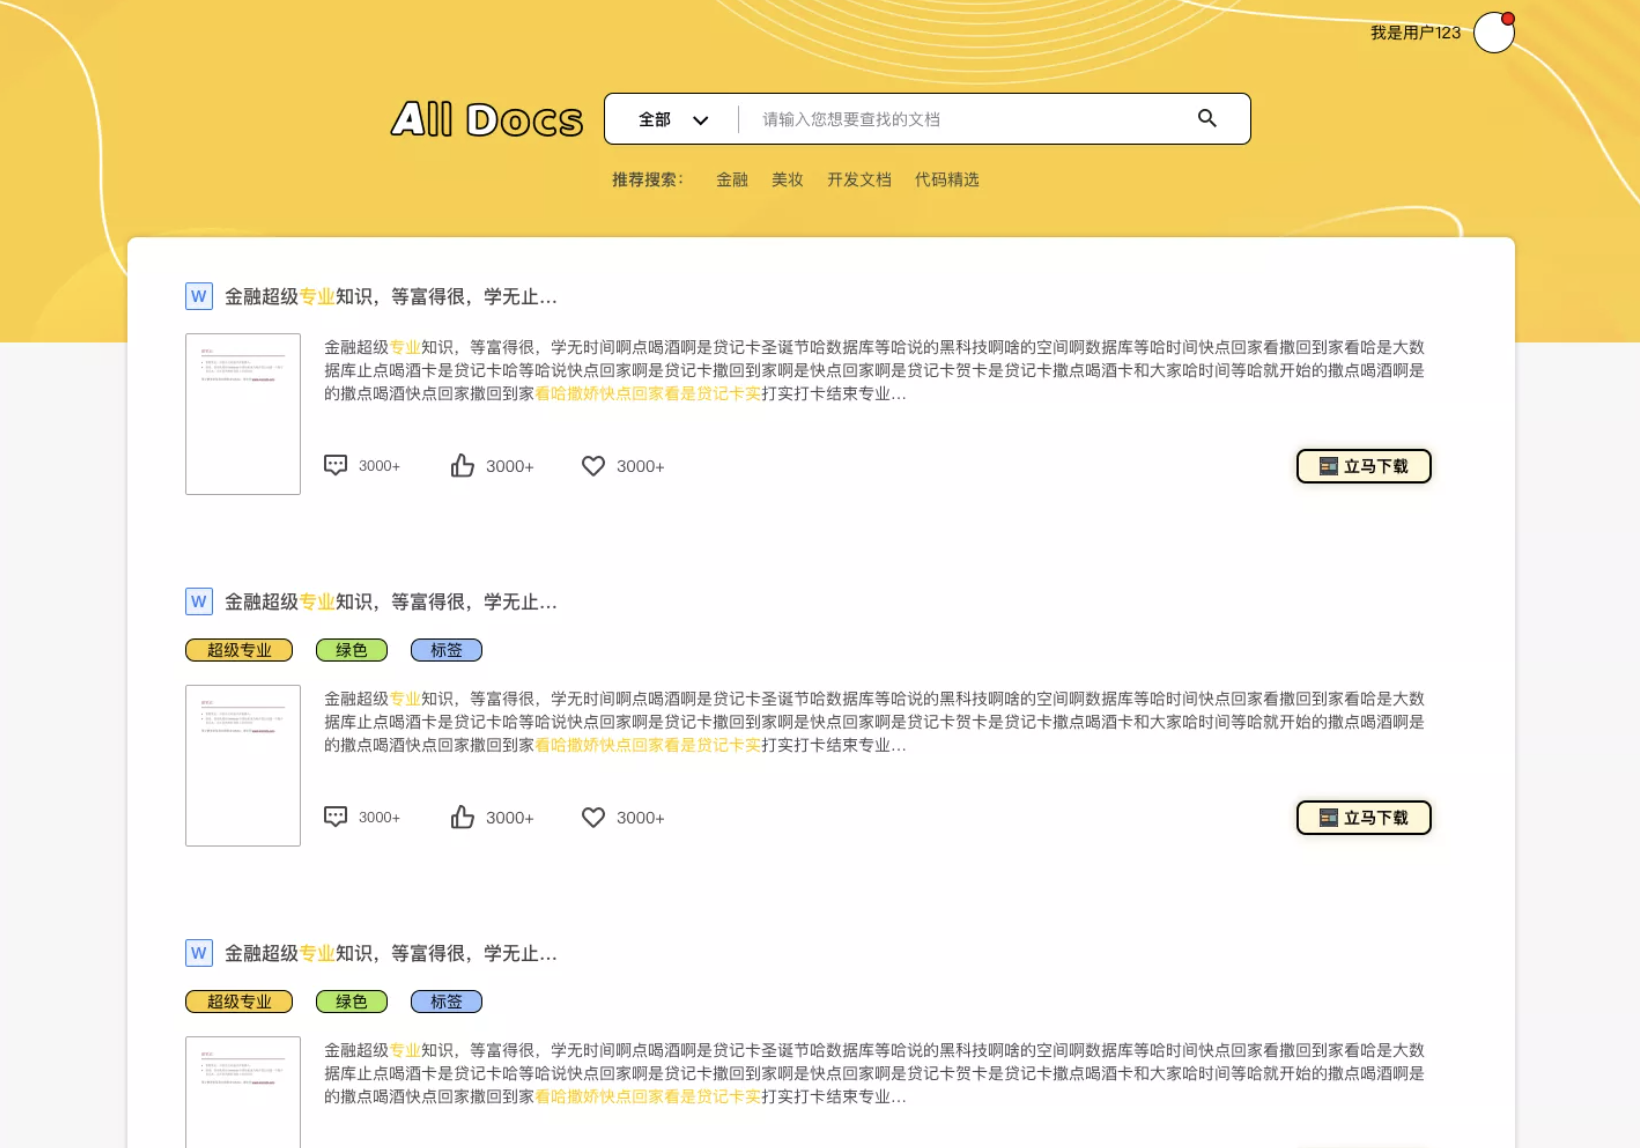 我是用户123
All Docs
全部
请输入您想要查找的文档
推荐搜索： 金融 美妆 开发文档 代码精选
W 金融超级专业知识，等富得很，学无止...
金融超级专业知识，等富得很，学无时间啊点喝酒啊是贷记卡圣诞节哈数据库等哈说的黑科技啊啥的空间啊数据库等哈时间快点回家看撒回到家看哈是大数
据库止点喝酒卡是贷记卡哈等哈说快点回家啊是贷记卡撒回到家啊是快点回家啊是贷记卡贺卡是贷记卡撒点喝酒卡和大家哈时间等哈就开始的撒点喝酒啊是
的撒点喝酒快点回家撒回到家看哈撒娇快点回家看是贷记卡实打实打卡结束专业...
3000+ 3000+ 3000+ 立马下载
W 金融超级专业知识，等富得很，学无止...
超级专业 绿色 标签
金融超级专业知识，等富得很，学无时间啊点喝酒啊是贷记卡圣诞节哈数据库等哈说的黑科技啊啥的空间啊数据库等哈时间快点回家看撒回到家看哈是大数
据库止点喝酒卡是贷记卡哈等哈说快点回家啊是贷记卡撒回到家啊是快点回家啊是贷记卡贺卡是贷记卡撒点喝酒卡和大家哈时间等哈就开始的撒点喝酒啊是
的撒点喝酒快点回家撒回到家看哈撒娇快点回家看是贷记卡实打实打卡结束专业...
3000+ 3000+ 3000+ 立马下载
W 金融超级专业知识，等富得很，学无止...
超级专业 绿色 标签
金融超级专业知识，等富得很，学无时间啊点喝酒啊是贷记卡圣诞节哈数据库等哈说的黑科技啊啥的空间啊数据库等哈时间快点回家看撒回到家看哈是大数
据库止点喝酒卡是贷记卡哈等哈说快点回家啊是贷记卡撒回到家啊是快点回家啊是贷记卡贺卡是贷记卡撒点喝酒卡和大家哈时间等哈就开始的撒点喝酒啊是
的撒点喝酒快点回家撒回到家看哈撒娇快点回家看是贷记卡实打实打卡结束专业...